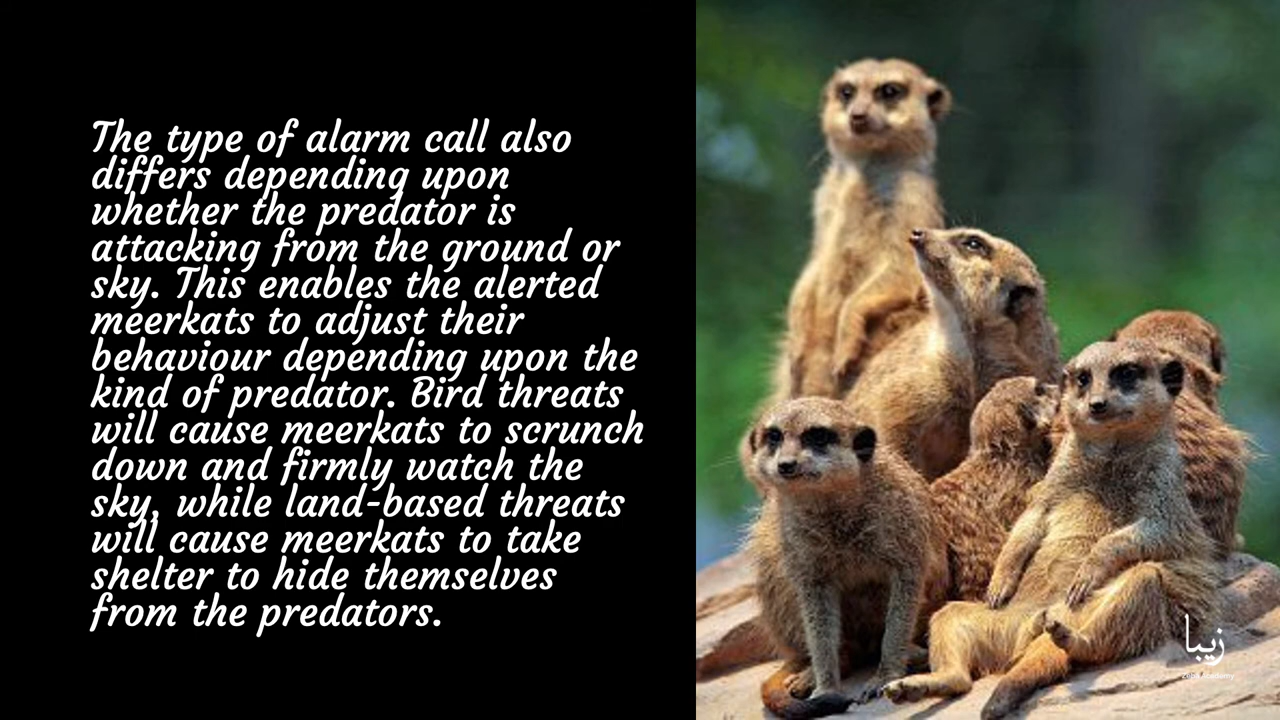 The type of alarm call also
differs depending upon
whether the predator is
attacking from the ground or
sky. This enables the alerted
meerkats to adjust their
behaviour depending upon the
kind of predator. Bird threats
will cause meerkats to scrunch
down and firmly watch the
sky, while land-based threats
will cause meerkats to take
shelter to hide themselves
from the predators.
زیبا